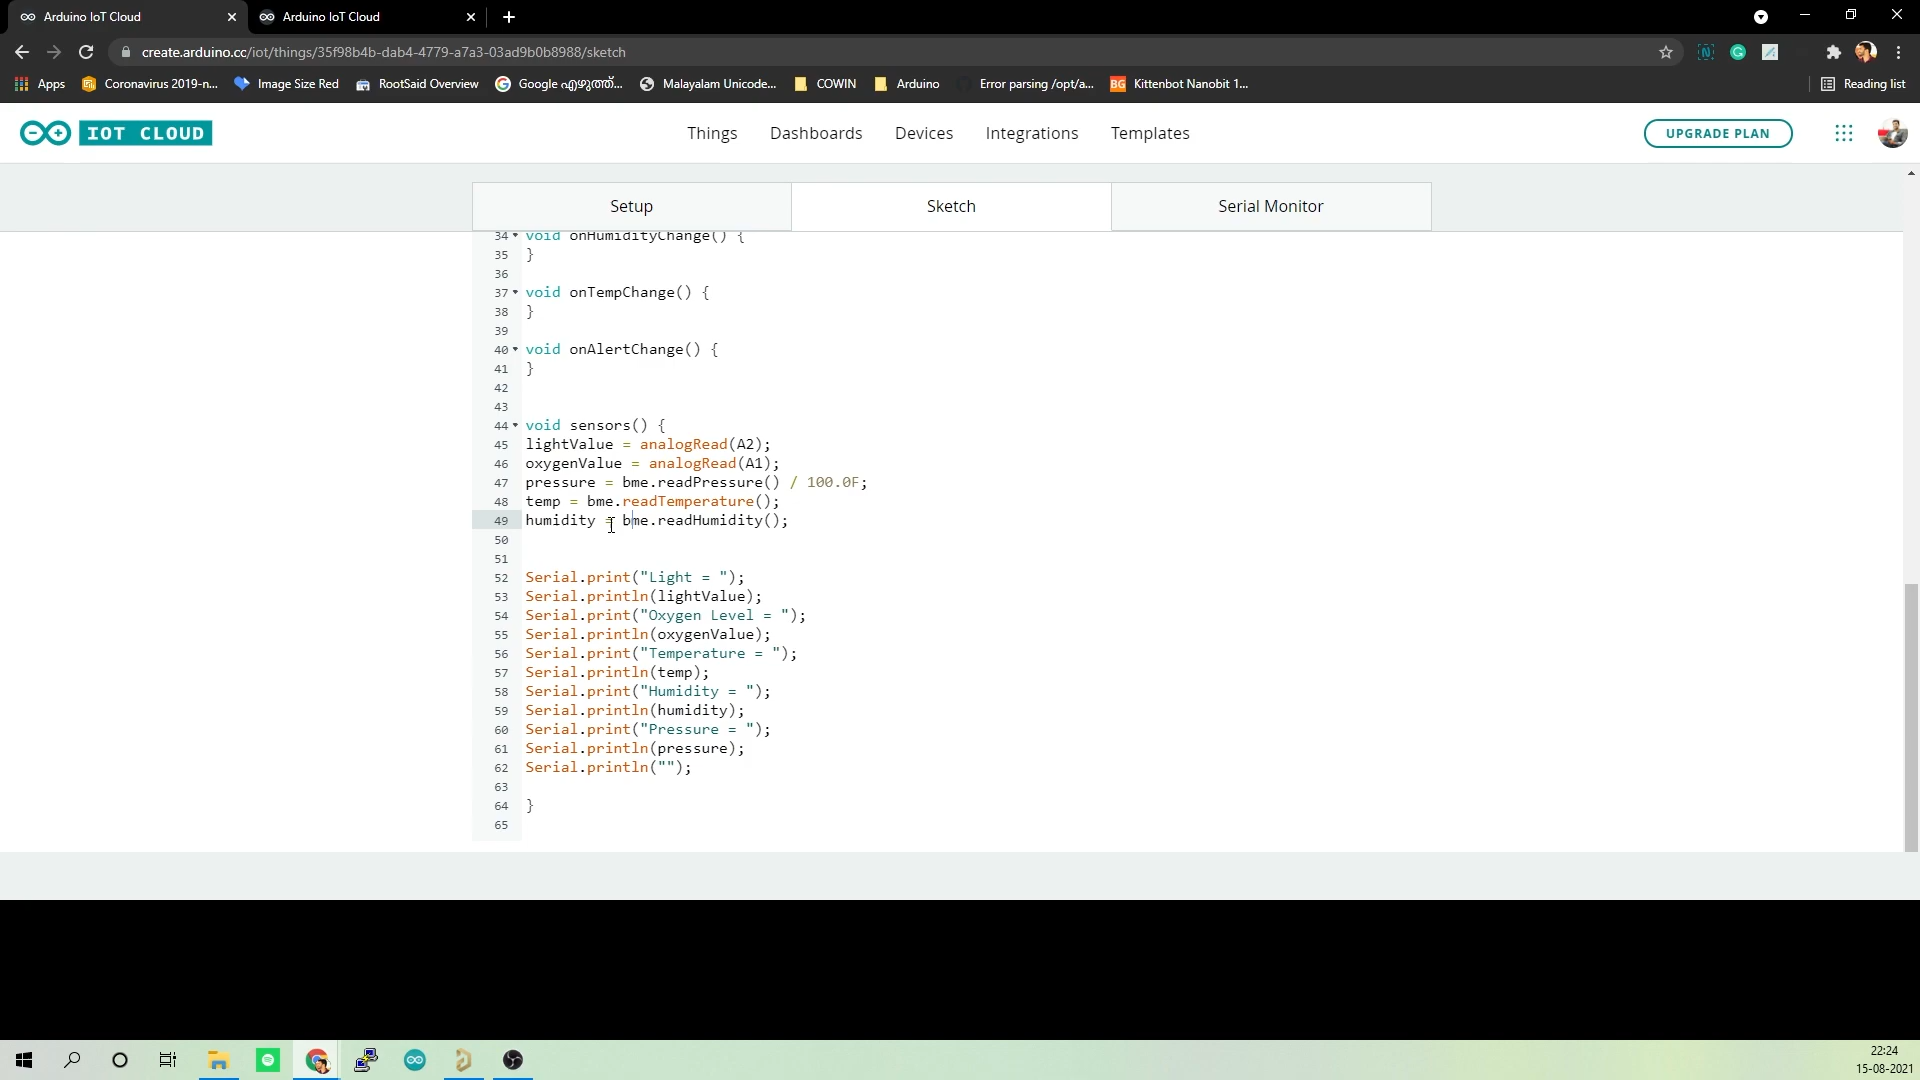 Arduino IoT Cloud
Arduino IoT Cloud
create.arduino.cc/iot/things/35f98b4b-dab4-4779-a7a3-03ad9b0b8988/sketch
Apps
Coronavirus 2019-n...
Image Size Red
RootSaid Overview
Google എഴുത്ത്...
Malayalam Unicode...
COWIN
Arduino
Error parsing /opt/a...
BG
Kittenbot Nanobit 1...
Reading list
IOT CLOUD
Things
Dashboards
Devices
Integrations
Templates
UPGRADE PLAN
Setup
Sketch
Serial Monitor
34 void onHumidityChange() {
35 }
36
37 void onTempChange() {
38 }
39
40 void onAlertChange() {
41 }
42
43
44 void sensors() {
45 lightValue = analogRead(A2);
46 oxygenValue = analogRead(A1);
47 pressure = bme.readPressure() / 100.0F;
48 temp = bme.readTemperature();
49 humidity = bme.readHumidity();
50
51
52 Serial.print("Light = ");
53 Serial.println(lightValue);
54 Serial.print("Oxygen Level = ");
55 Serial.println(oxygenValue);
56 Serial.print("Temperature = ");
57 Serial.println(temp);
58 Serial.print("Humidity = ");
59 Serial.println(humidity);
60 Serial.print("Pressure = ");
61 Serial.println(pressure);
62 Serial.println("");
63
64 }
65
22:24
15-08-2021